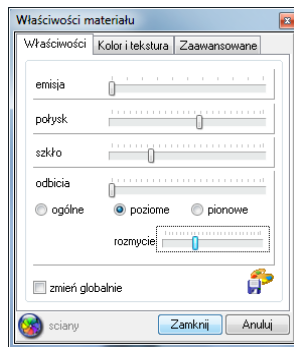 Właściwości materiału
Właściwości Kolor i tekstura Zaawansowane
emisja
połysk
szkło
odbicia
ogólne poziome pionowe
rozmycie
zmień globalnie
sciany Zamknij Anuluj